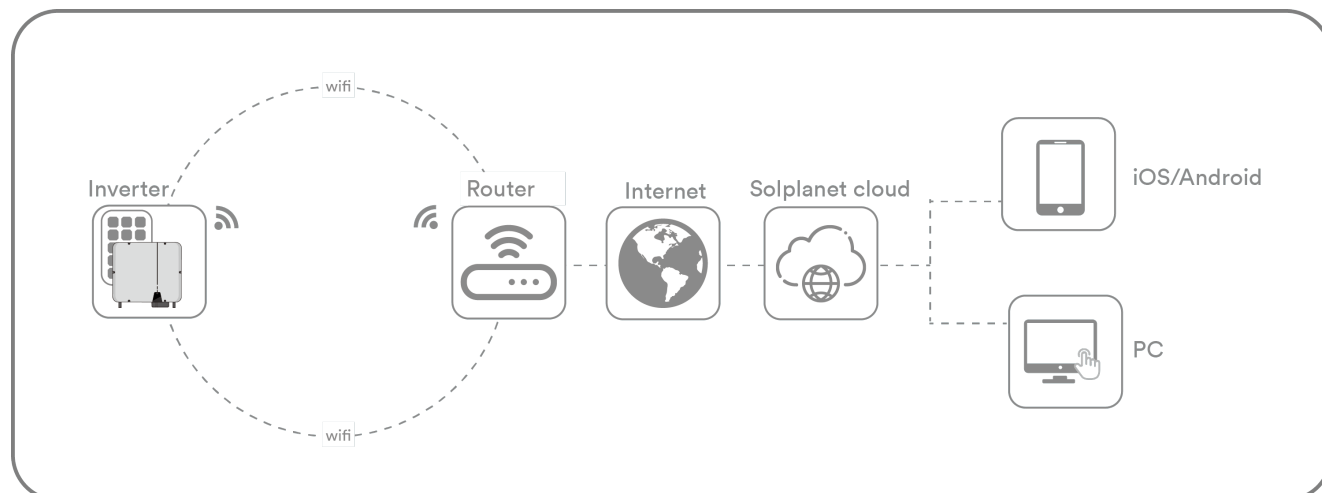 wifi
Inverter
Router
Internet
Solplanet cloud
iOS/Android
PC
wifi